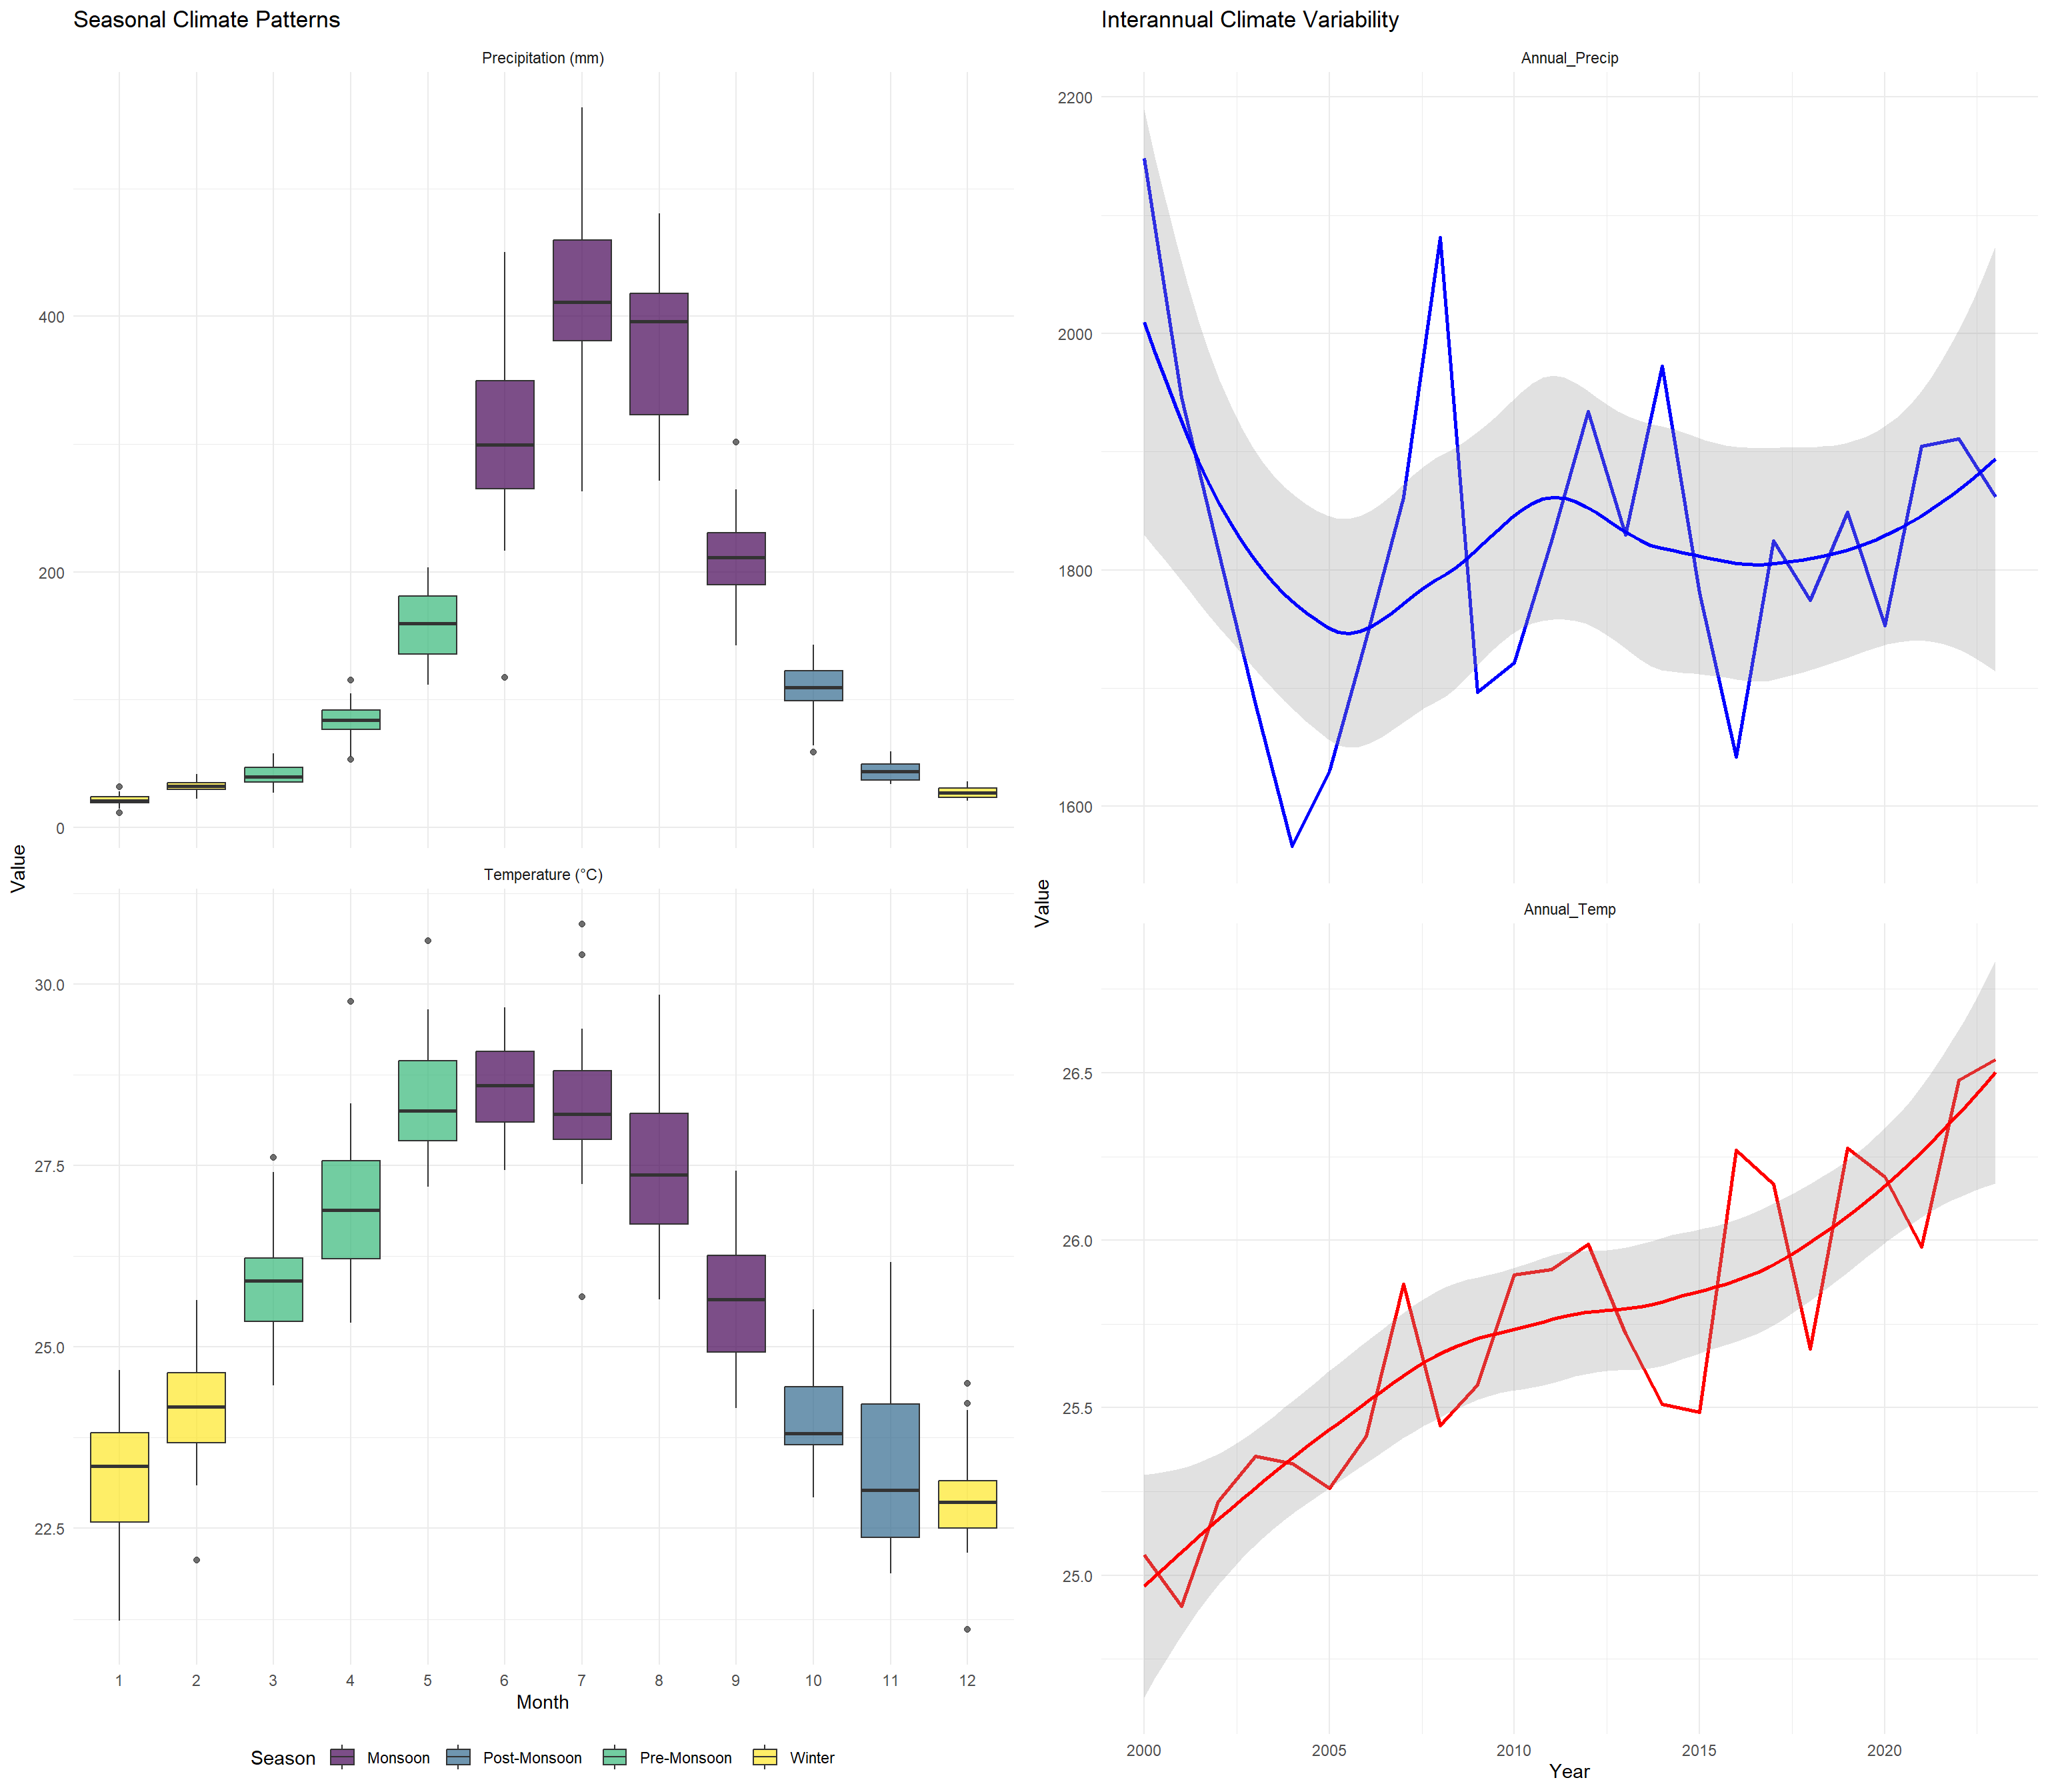 Seasonal Climate Patterns
Precipitation (mm)
400
200
0
Value
Temperature (°C)
30.0
27.5
25.0
22.5
1 2 3 4 5 6 7 8 9 10 11 12
Month
Season Monsoon Post-Monsoon Pre-Monsoon Winter
Interannual Climate Variability
Annual_Precip
2200
2000
1800
1600
Value
Annual_Temp
26.5
26.0
25.5
25.0
2000 2005 2010 2015 2020
Year